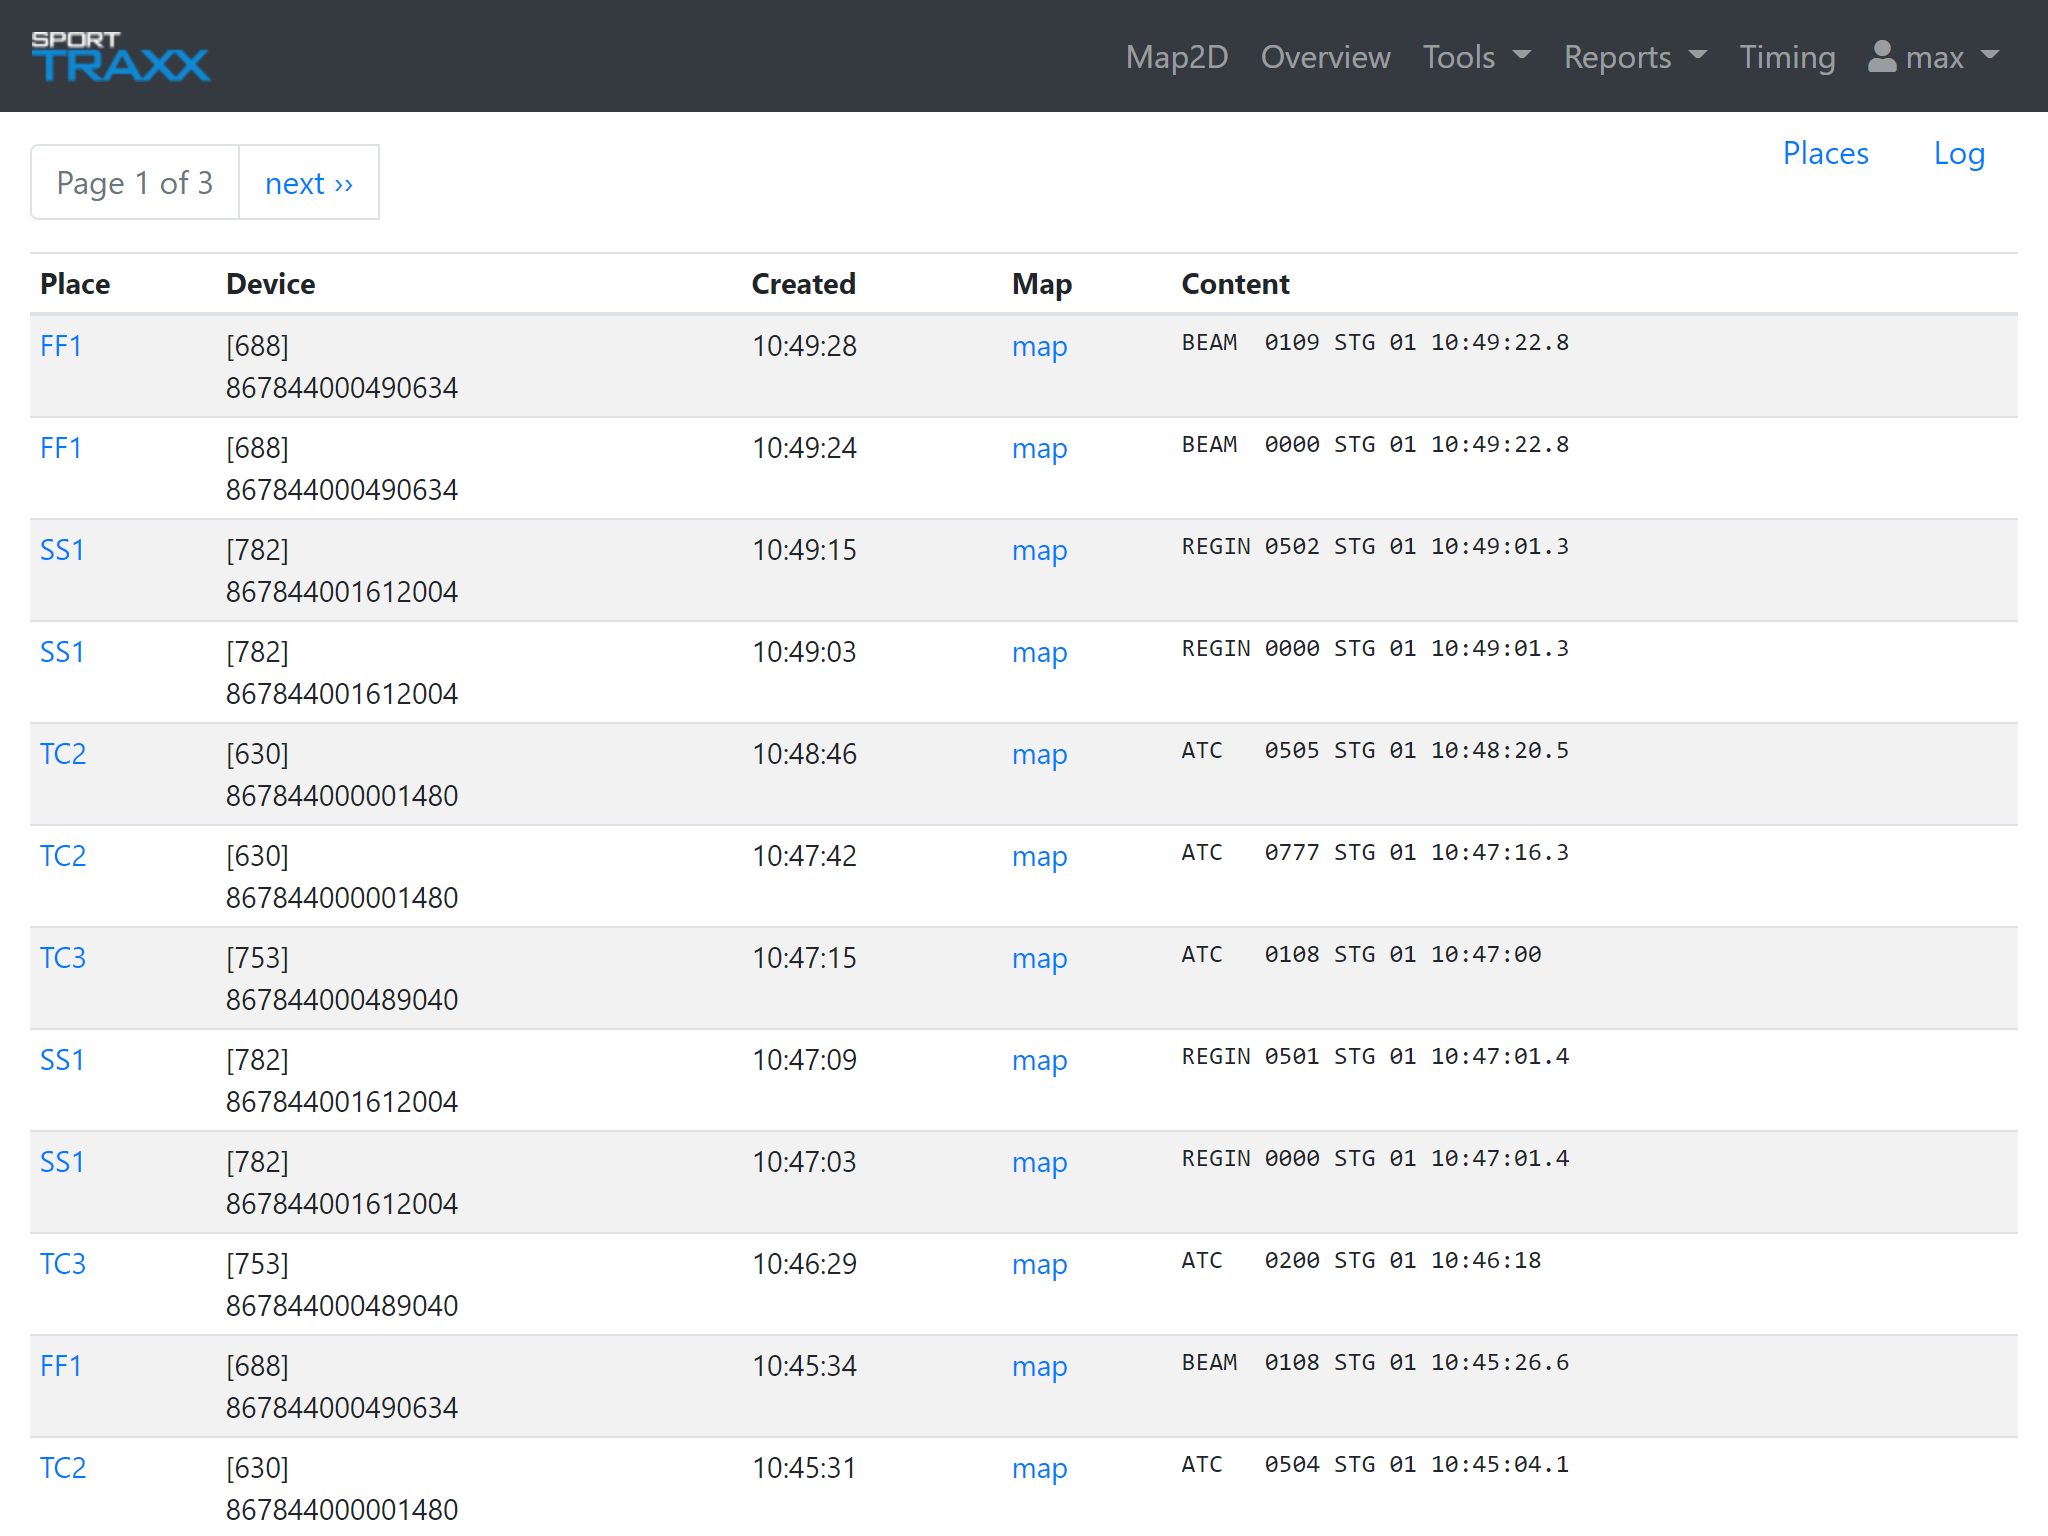 SPORT
TRAXX
Map2D Overview Tools Reports Timing max
Page 1 of 3 next ›› Places Log
Place Device Created Map Content
FF1 [688] 10:49:28 map BEAM  0109 STG 01 10:49:22.8
867844000490634
FF1 [688] 10:49:24 map BEAM  0000 STG 01 10:49:22.8
867844000490634
SS1 [782] 10:49:15 map REGIN 0502 STG 01 10:49:01.3
867844001612004
SS1 [782] 10:49:03 map REGIN 0000 STG 01 10:49:01.3
867844001612004
TC2 [630] 10:48:46 map ATC   0505 STG 01 10:48:20.5
867844000001480
TC2 [630] 10:47:42 map ATC   0777 STG 01 10:47:16.3
867844000001480
TC3 [753] 10:47:15 map ATC   0108 STG 01 10:47:00
867844000489040
SS1 [782] 10:47:09 map REGIN 0501 STG 01 10:47:01.4
867844001612004
SS1 [782] 10:47:03 map REGIN 0000 STG 01 10:47:01.4
867844001612004
TC3 [753] 10:46:29 map ATC   0200 STG 01 10:46:18
867844000489040
FF1 [688] 10:45:34 map BEAM  0108 STG 01 10:45:26.6
867844000490634
TC2 [630] 10:45:31 map ATC   0504 STG 01 10:45:04.1
867844000001480